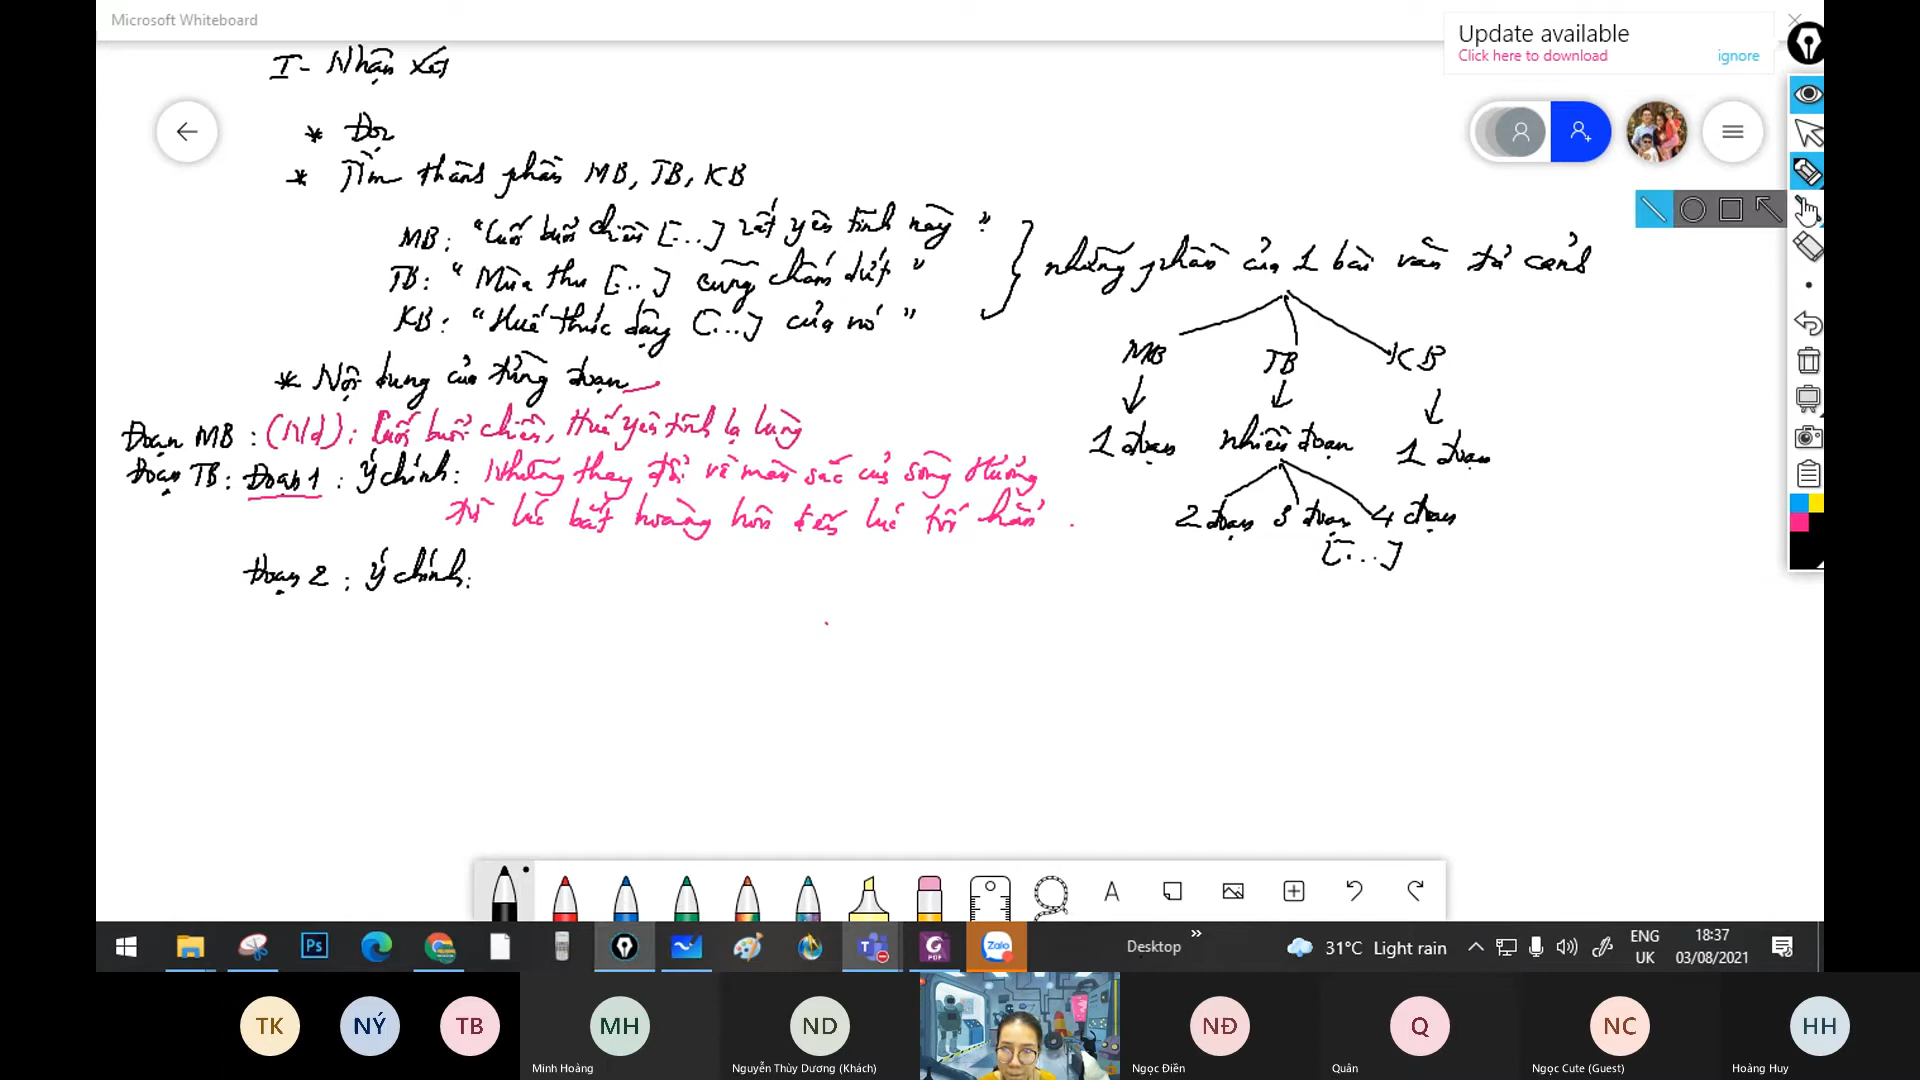 Microsoft Whiteboard
Update available
Click here to download
ignore
I- Nhận xét
* Đọc
* Tìm thành phần MB, TB, KB
MB: "Cuối buổi chiều [...] rất yên tĩnh này"
TB: "Mùa thu [...] cũng chấm dứt"
KB: "Huế thức dậy [...] của nó"
những phần của 1 bài văn tả cảnh
MB TB KB
1 đoạn nhiều đoạn 1 đoạn
2 đoạn 3 đoạn 4 đoạn
[...]
* Nội dung của từng đoạn
Đoạn MB: (N/d): Cuối buổi chiều, Huế yên tĩnh lạ lùng
Đoạn TB: Đoạn 1: Ý chính: Những thay đổi về màu sắc của sông Hương
từ lúc bắt hoàng hôn đến lúc tối hẳn.
Đoạn 2: Ý chính:
A
Ps
PDF
Zalo
Desktop
31°C Light rain
ENG
UK
18:37
03/08/2021
TK
NÝ
TB
MH
Minh Hoàng
ND
Nguyễn Thùy Dương (Khách)
NĐ
Ngọc Điền
Q
Quân
NC
Ngọc Cute (Guest)
HH
Hoàng Huy